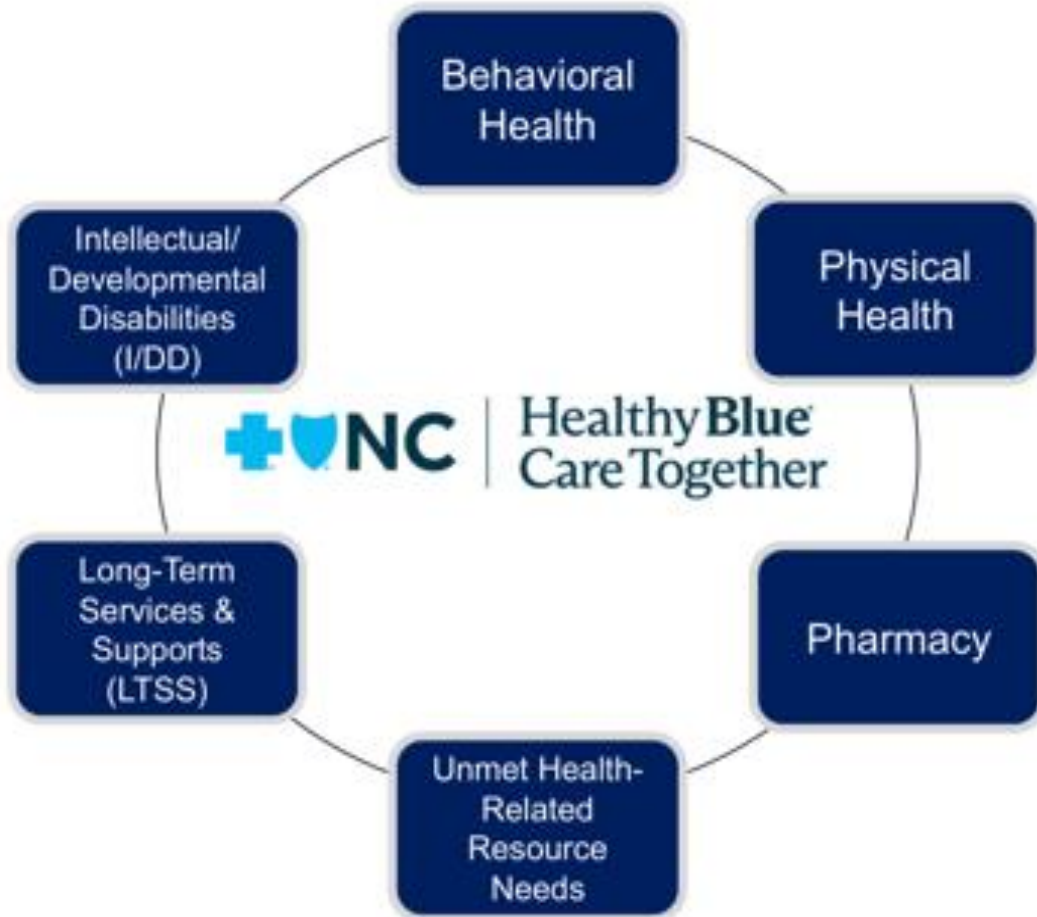 Behavioral
Health
Physical
Health
Pharmacy
Unmet Health-
Related
Resource
Needs
Long-Term
Services &
Supports
(LTSS)
Intellectual/
Developmental
Disabilities
(I/DD)
NC
Healthy Blue
Care Together